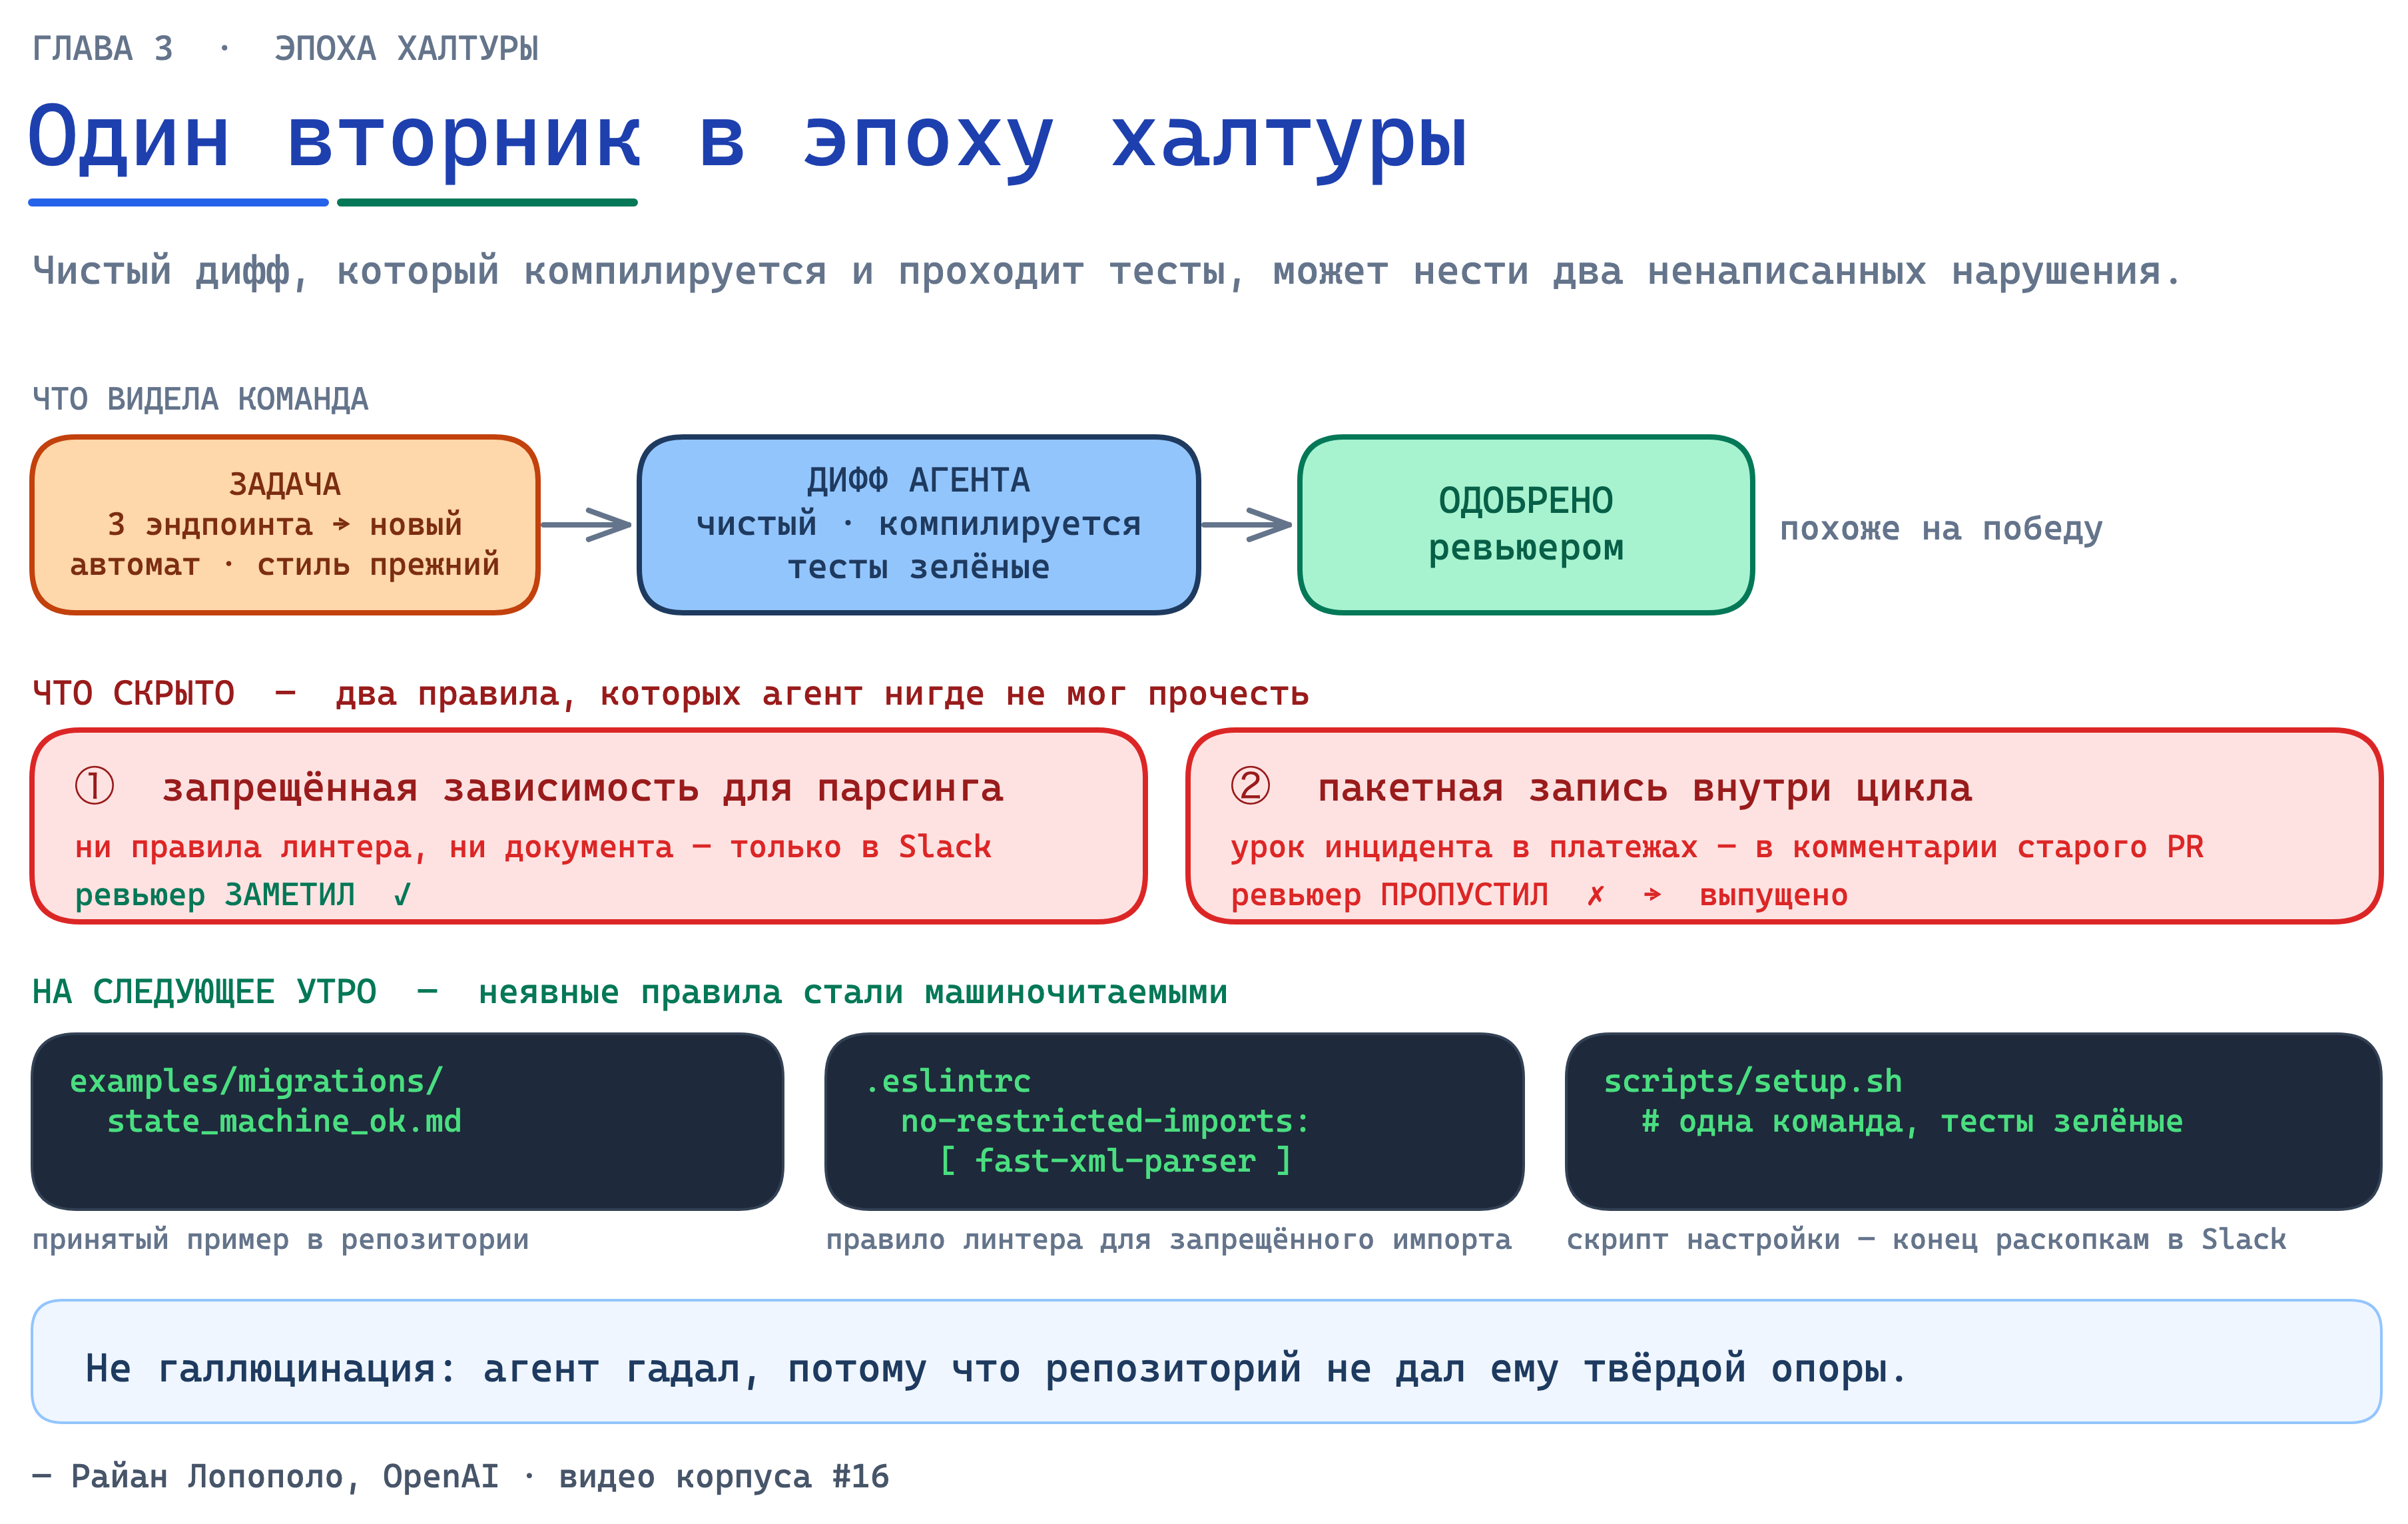 ГЛАВА 3 · ЭПОХА ХАЛТУРЫ
Один вторник в эпоху халтуры
Чистый дифф, который компилируется и проходит тесты, может нести два ненаписанных нарушения.
ЧТО ВИДЕЛА КОМАНДА
ЗАДАЧА
3 эндпоинта → новый
автомат · стиль прежний
ДИФФ АГЕНТА
чистый · компилируется
тесты зелёные
ОДОБРЕНО
ревьюером
похоже на победу
ЧТО СКРЫТО — два правила, которых агент нигде не мог прочесть
① запрещённая зависимость для парсинга
ни правила линтера, ни документа — только в Slack
ревьюер ЗАМЕТИЛ ✓
② пакетная запись внутри цикла
урок инцидента в платежах — в комментарии старого PR
ревьюер ПРОПУСТИЛ ✗ → выпущено
НА СЛЕДУЮЩЕЕ УТРО — неявные правила стали машиночитаемыми
examples/migrations/
state_machine_ok.md
.eslintrc
no-restricted-imports:
[ fast-xml-parser ]
scripts/setup.sh
# одна команда, тесты зелёные
принятый пример в репозитории
правило линтера для запрещённого импорта
скрипт настройки — конец раскопкам в Slack
Не галлюцинация: агент гадал, потому что репозиторий не дал ему твёрдой опоры.
— Райан Лопополо, OpenAI · видео корпуса #16